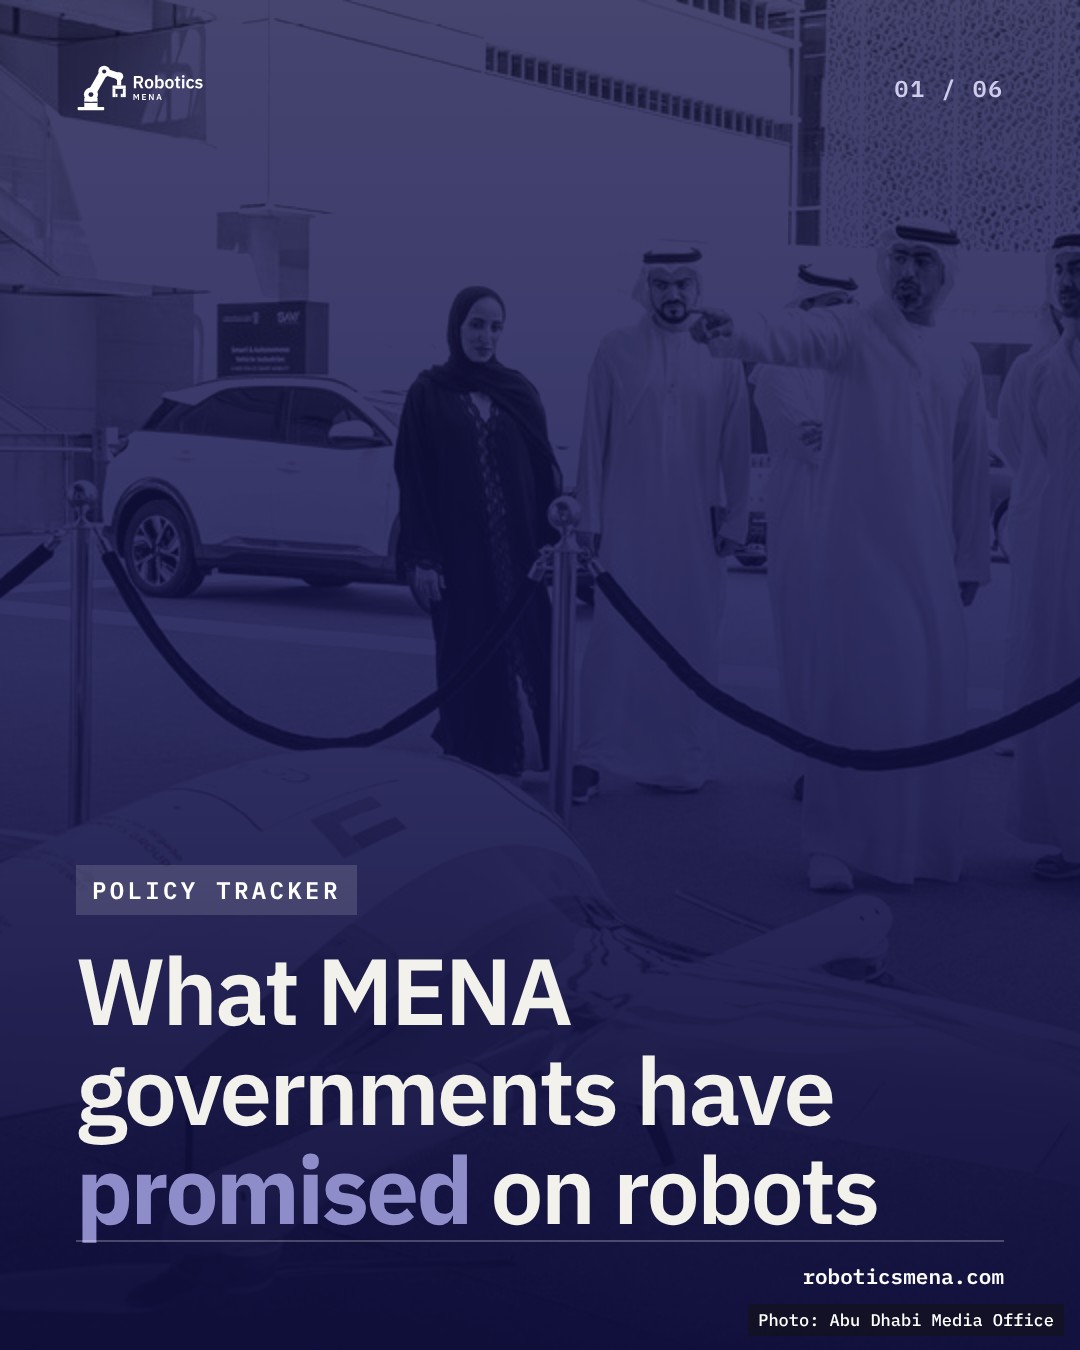 Robotics
MENA
01 / 06
POLICY TRACKER
What MENA
governments have
promised on robots
roboticsmena.com
Photo: Abu Dhabi Media Office